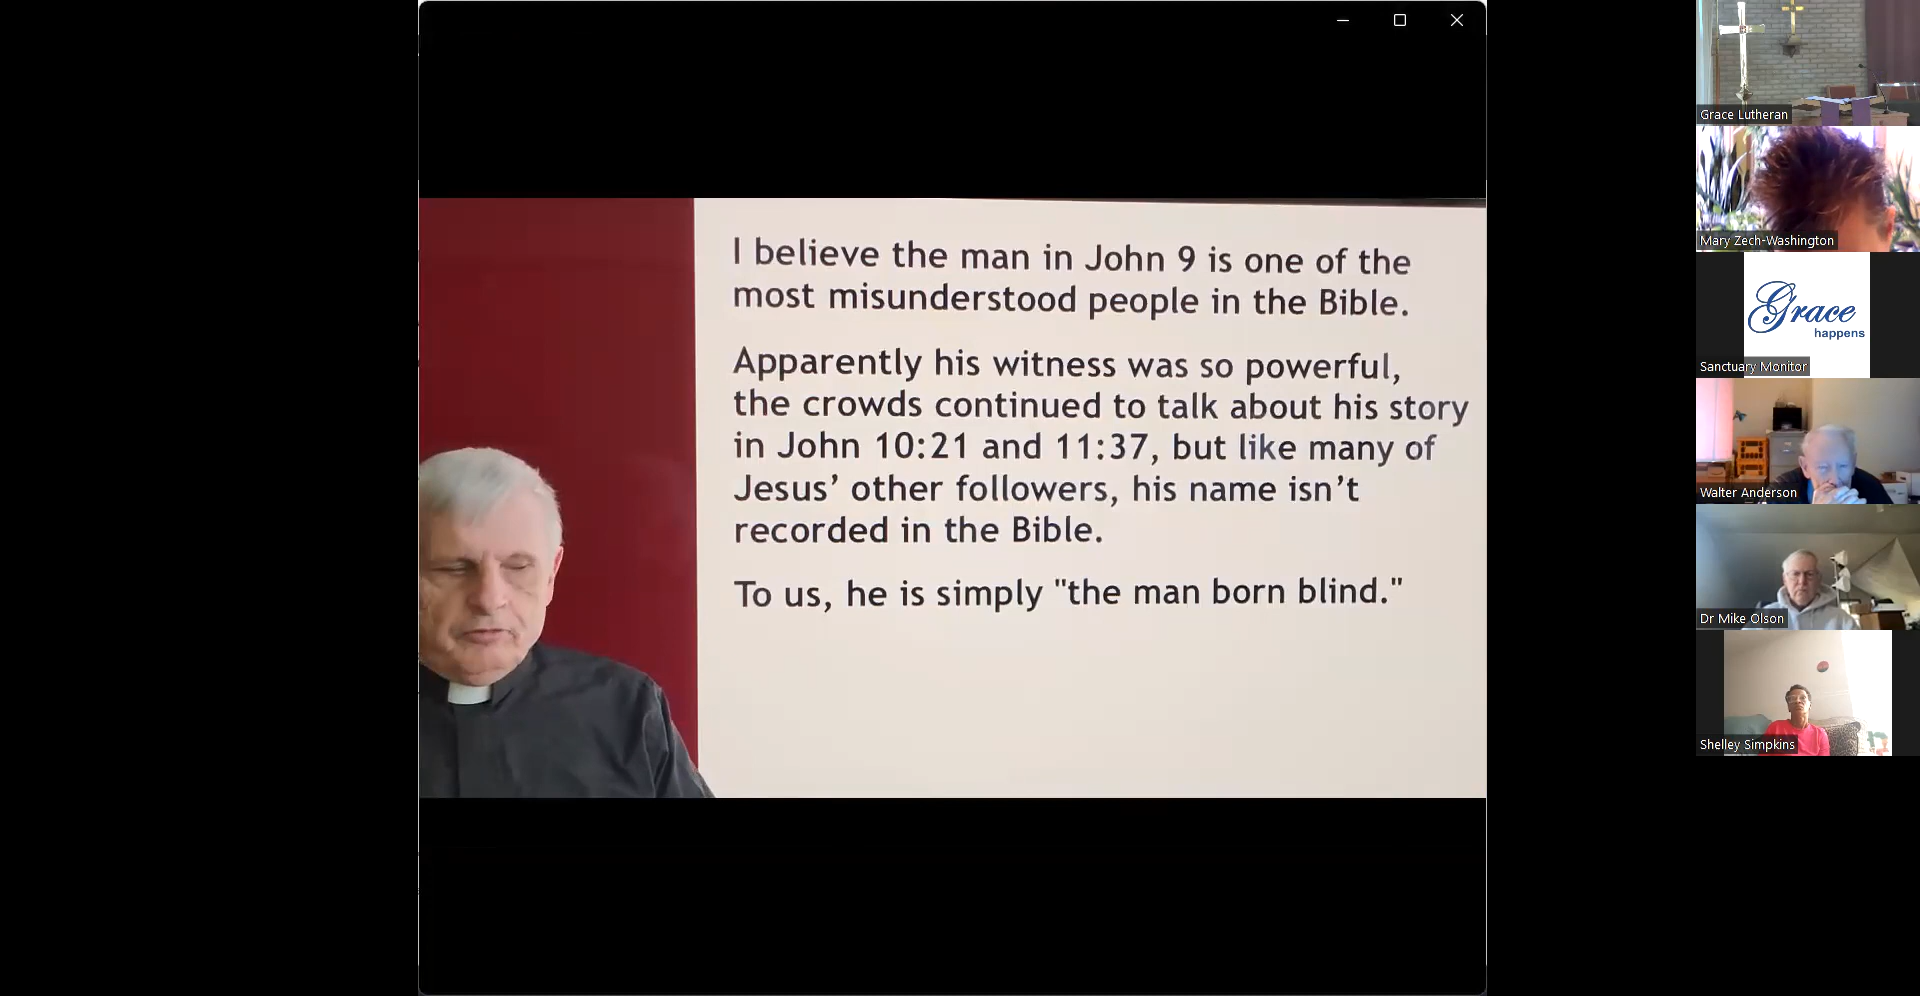 I believe the man in John 9 is one of the
most misunderstood people in the Bible.
Apparently his witness was so powerful,
the crowds continued to talk about his story
in John 10:21 and 11:37, but like many of
Jesus’ other followers, his name isn’t
recorded in the Bible.
To us, he is simply "the man born blind."
Grace Lutheran
Mary Zech-Washington
Grace
happens
Sanctuary Monitor
Walter Anderson
Dr Mike Olson
Shelley Simpkins